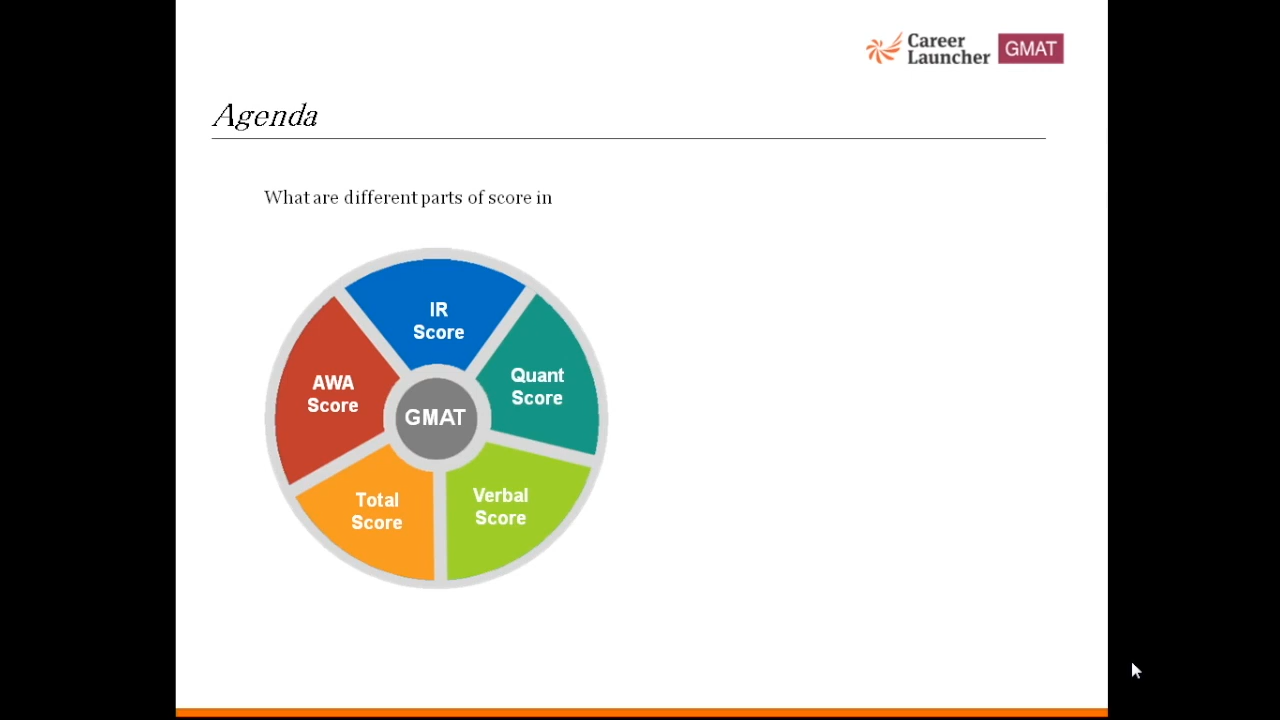 Career
Launcher
GMAT
Agenda
What are different parts of score in
IR
Score
Quant
Score
AWA
Score
GMAT
Total
Score
Verbal
Score